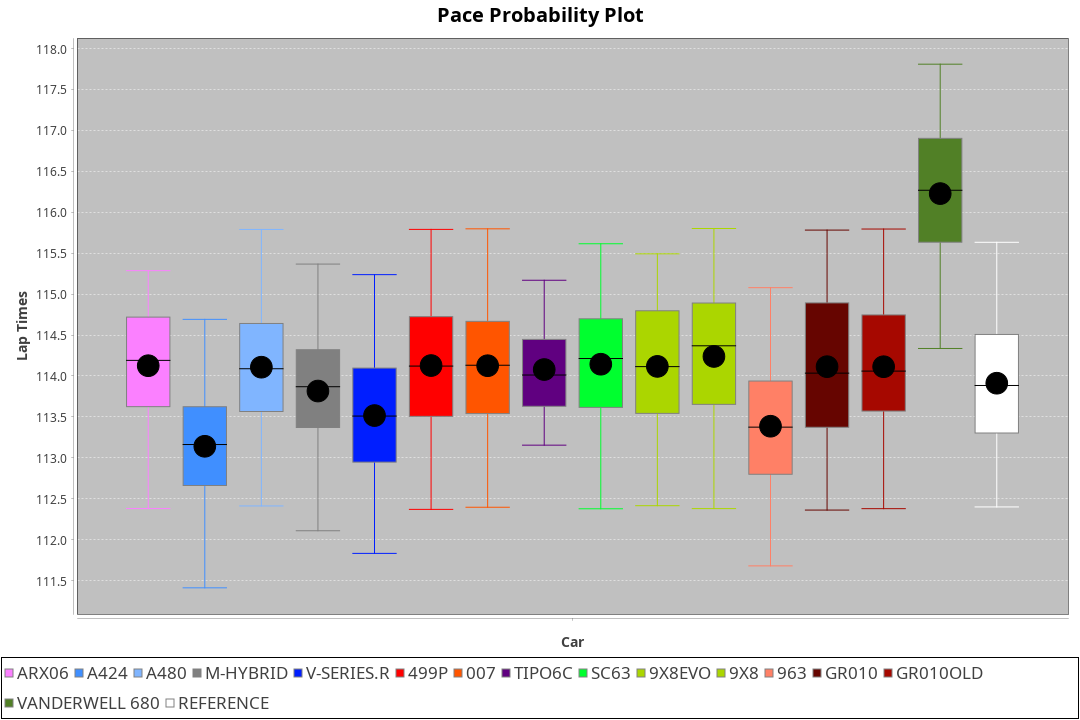 Pace Probability Plot
118.0
117.5
117.0
116.5
116.0
115.5
115.0
114.5
114.0
113.5
113.0
112.5
112.0
111.5
Lap Times
Car
ARX06 A424 A480 M-HYBRID V-SERIES.R 499P 007 TIPO6C SC63 9X8EVO 9X8 963 GR010 GR010OLD
VANDERWELL 680 REFERENCE